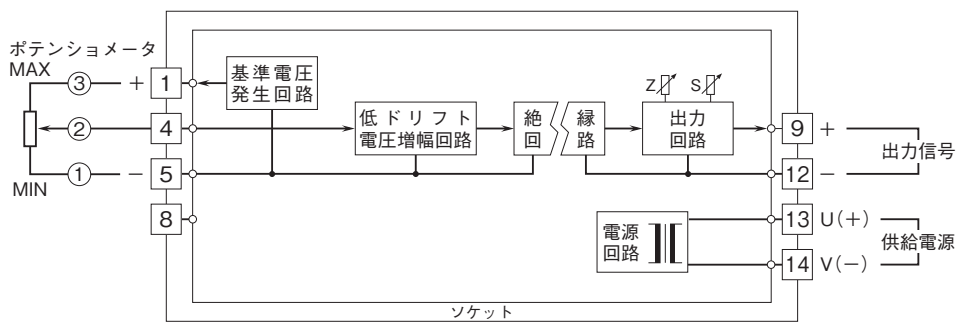 ポテンショメータ
MAX
③
+
1
②
4
①
−
5
MIN
8
基準電圧
発生回路
低ドリフト
電圧増幅回路
絶
回
縁
路
Z
S
出力
回路
9
+
出力信号
12
−
電源
回路
13
U(+)
供給電源
14
V(−)
ソケット